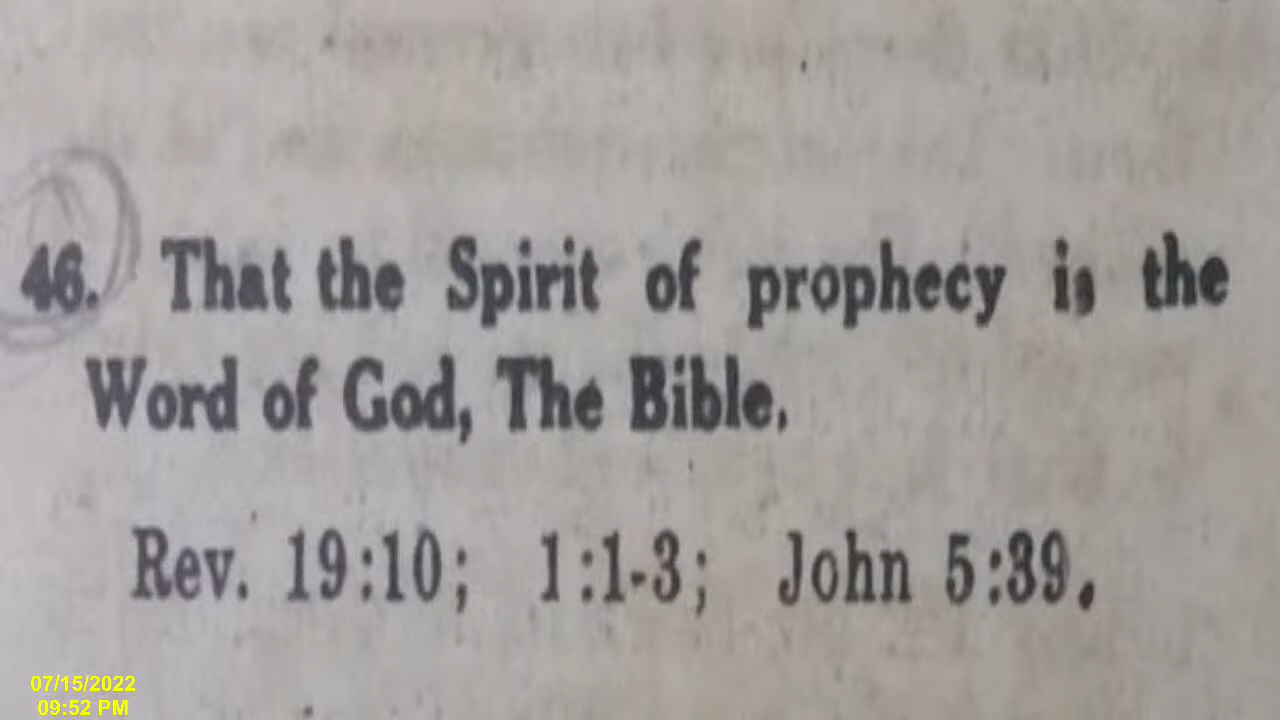 46. That the Spirit of prophecy is the
Word of God, The Bible.
Rev. 19:10; 1:1-3; John 5:39.
07/15/2022
09:52 PM